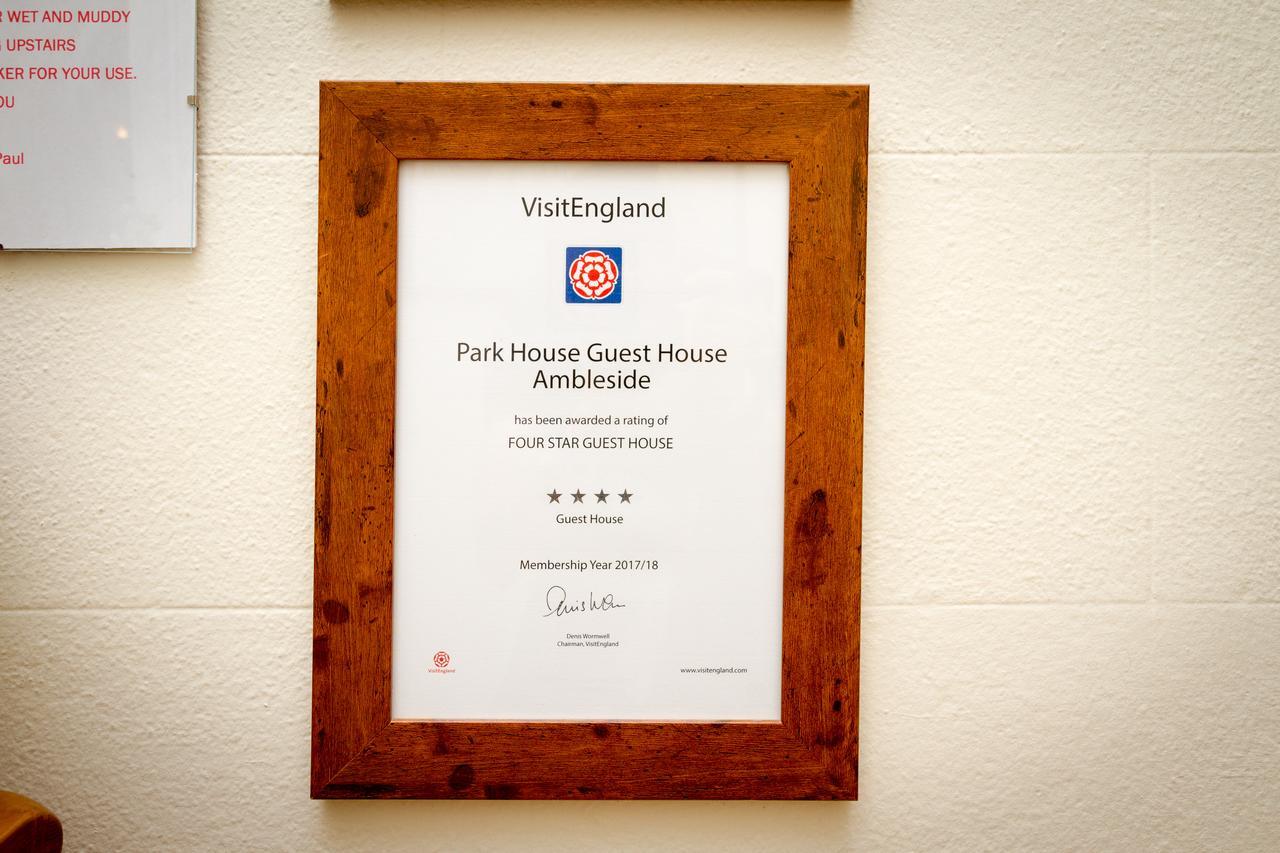 R WET AND MUDDY
UPSTAIRS
KER FOR YOUR USE.
OU
Paul
VisitEngland
Park House Guest House
Ambleside
has been awarded a rating of
FOUR STAR GUEST HOUSE
★ ★ ★ ★
Guest House
Membership Year 2017/18
Denis Wormwell
Chairman, VisitEngland
VisitEngland
www.visitengland.com